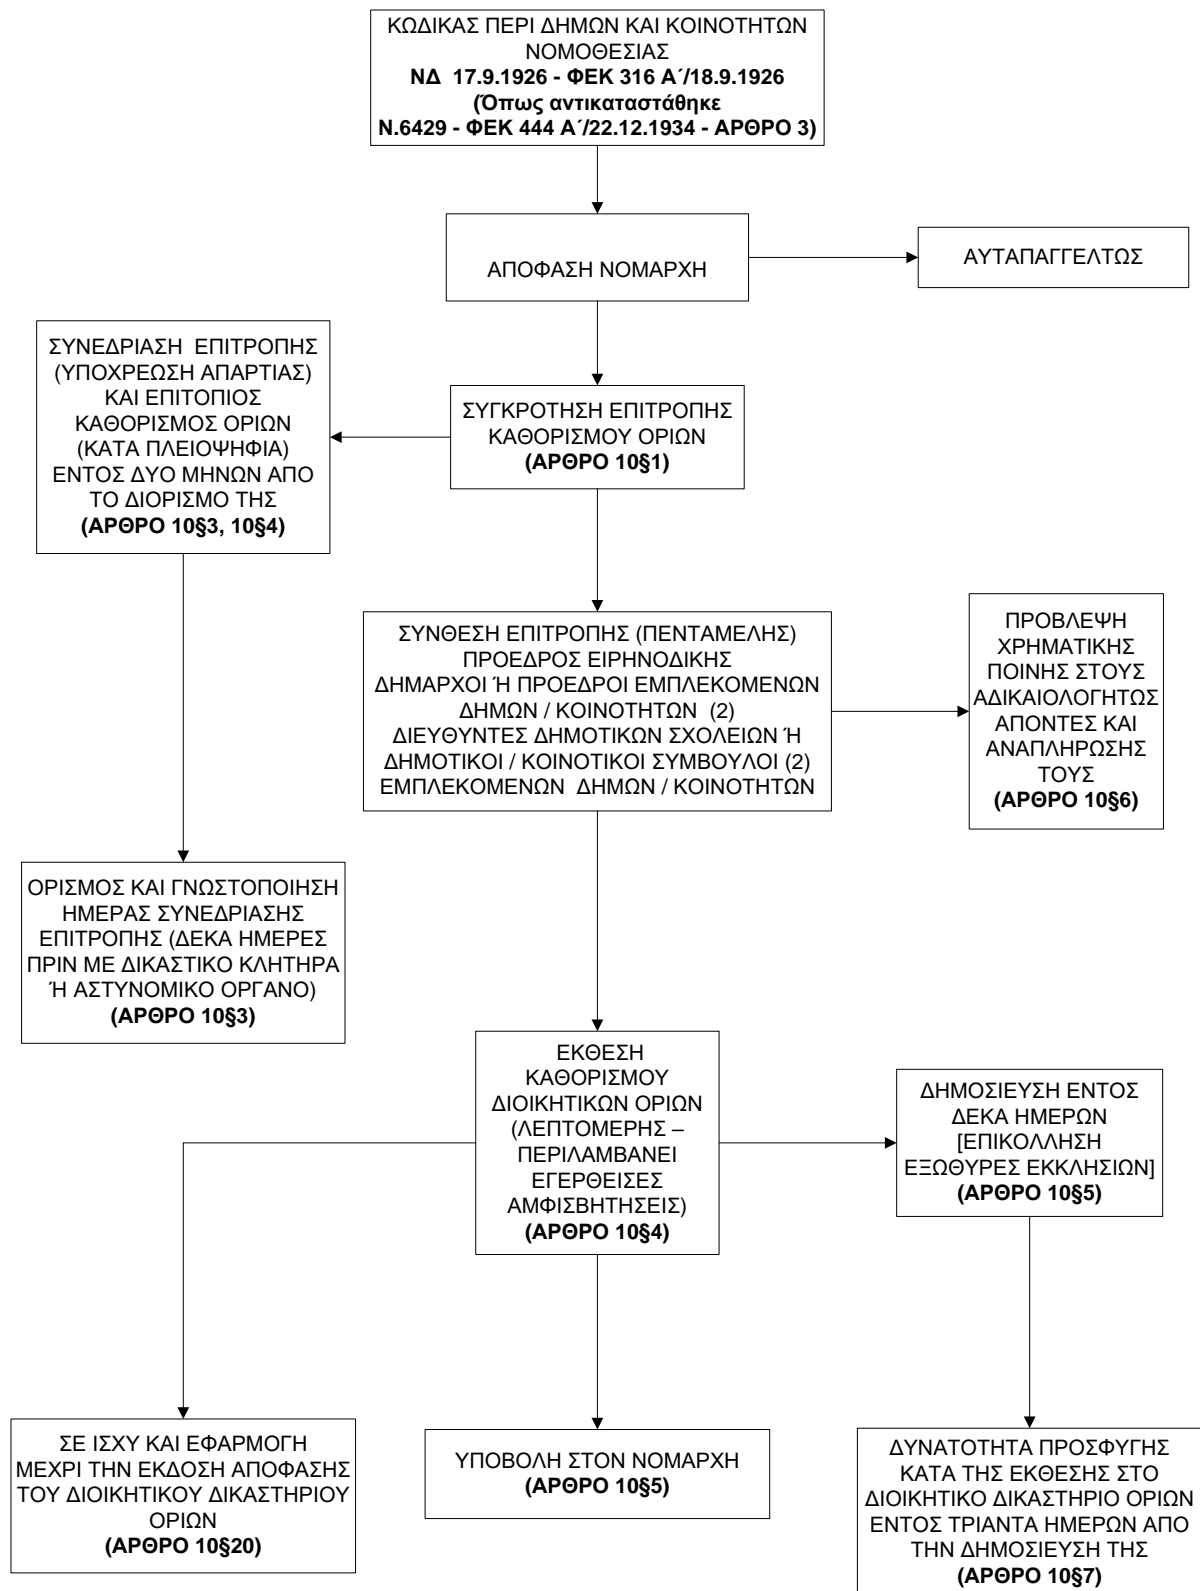 ΚΩΔΙΚΑΣ ΠΕΡΙ ΔΗΜΩΝ ΚΑΙ ΚΟΙΝΟΤΗΤΩΝ
ΝΟΜΟΘΕΣΙΑΣ
ΝΔ 17.9.1926 - ΦΕΚ 316 Α΄/18.9.1926
(Όπως αντικαταστάθηκε
Ν.6429 - ΦΕΚ 444 Α΄/22.12.1934 - ΑΡΘΡΟ 3)
ΑΠΟΦΑΣΗ ΝΟΜΑΡΧΗ
ΑΥΤΑΠΑΓΓΕΛΤΩΣ
ΣΥΝΕΔΡΙΑΣΗ ΕΠΙΤΡΟΠΗΣ
(ΥΠΟΧΡΕΩΣΗ ΑΠΑΡΤΙΑΣ)
ΚΑΙ ΕΠΙΤΟΠΙΟΣ
ΚΑΘΟΡΙΣΜΟΣ ΟΡΙΩΝ
(ΚΑΤΑ ΠΛΕΙΟΨΗΦΙΑ)
ΕΝΤΟΣ ΔΥΟ ΜΗΝΩΝ ΑΠΟ
ΤΟ ΔΙΟΡΙΣΜΟ ΤΗΣ
(ΑΡΘΡΟ 10§3, 10§4)
ΣΥΓΚΡΟΤΗΣΗ ΕΠΙΤΡΟΠΗΣ
ΚΑΘΟΡΙΣΜΟΥ ΟΡΙΩΝ
(ΑΡΘΡΟ 10§1)
ΣΥΝΘΕΣΗ ΕΠΙΤΡΟΠΗΣ (ΠΕΝΤΑΜΕΛΗΣ)
ΠΡΟΕΔΡΟΣ ΕΙΡΗΝΟΔΙΚΗΣ
ΔΗΜΑΡΧΟΙ Ή ΠΡΟΕΔΡΟΙ ΕΜΠΛΕΚΟΜΕΝΩΝ
ΔΗΜΩΝ / ΚΟΙΝΟΤΗΤΩΝ (2)
ΔΙΕΥΘΥΝΤΕΣ ΔΗΜΟΤΙΚΩΝ ΣΧΟΛΕΙΩΝ Ή
ΔΗΜΟΤΙΚΟΙ / ΚΟΙΝΟΤΙΚΟΙ ΣΥΜΒΟΥΛΟΙ (2)
ΕΜΠΛΕΚΟΜΕΝΩΝ ΔΗΜΩΝ / ΚΟΙΝΟΤΗΤΩΝ
ΠΡΟΒΛΕΨΗ
ΧΡΗΜΑΤΙΚΗΣ
ΠΟΙΝΗΣ ΣΤΟΥΣ
ΑΔΙΚΑΙΟΛΟΓΗΤΩΣ
ΑΠΟΝΤΕΣ ΚΑΙ
ΑΝΑΠΛΗΡΩΣΗΣ
ΤΟΥΣ
(ΑΡΘΡΟ 10§6)
ΟΡΙΣΜΟΣ ΚΑΙ ΓΝΩΣΤΟΠΟΙΗΣΗ
ΗΜΕΡΑΣ ΣΥΝΕΔΡΙΑΣΗΣ
ΕΠΙΤΡΟΠΗΣ (ΔΕΚΑ ΗΜΕΡΕΣ
ΠΡΙΝ ΜΕ ΔΙΚΑΣΤΙΚΟ ΚΛΗΤΗΡΑ
Ή ΑΣΤΥΝΟΜΙΚΟ ΟΡΓΑΝΟ)
(ΑΡΘΡΟ 10§3)
ΕΚΘΕΣΗ
ΚΑΘΟΡΙΣΜΟΥ
ΔΙΟΙΚΗΤΙΚΩΝ ΟΡΙΩΝ
(ΛΕΠΤΟΜΕΡΗΣ –
ΠΕΡΙΛΑΜΒΑΝΕΙ
ΕΓΕΡΘΕΙΣΕΣ
ΑΜΦΙΣΒΗΤΗΣΕΙΣ)
(ΑΡΘΡΟ 10§4)
ΔΗΜΟΣΙΕΥΣΗ ΕΝΤΟΣ
ΔΕΚΑ ΗΜΕΡΩΝ
[ΕΠΙΚΟΛΛΗΣΗ
ΕΞΩΘΥΡΕΣ ΕΚΚΛΗΣΙΩΝ]
(ΑΡΘΡΟ 10§5)
ΣΕ ΙΣΧΥ ΚΑΙ ΕΦΑΡΜΟΓΗ
ΜΕΧΡΙ ΤΗΝ ΕΚΔΟΣΗ ΑΠΟΦΑΣΗΣ
ΤΟΥ ΔΙΟΙΚΗΤΙΚΟΥ ΔΙΚΑΣΤΗΡΙΟΥ
ΟΡΙΩΝ
(ΑΡΘΡΟ 10§20)
ΥΠΟΒΟΛΗ ΣΤΟΝ ΝΟΜΑΡΧΗ
(ΑΡΘΡΟ 10§5)
ΔΥΝΑΤΟΤΗΤΑ ΠΡΟΣΦΥΓΗΣ
ΚΑΤΑ ΤΗΣ ΕΚΘΕΣΗΣ ΣΤΟ
ΔΙΟΙΚΗΤΙΚΟ ΔΙΚΑΣΤΗΡΙΟ ΟΡΙΩΝ
ΕΝΤΟΣ ΤΡΙΑΝΤΑ ΗΜΕΡΩΝ ΑΠΟ
ΤΗΝ ΔΗΜΟΣΙΕΥΣΗ ΤΗΣ
(ΑΡΘΡΟ 10§7)